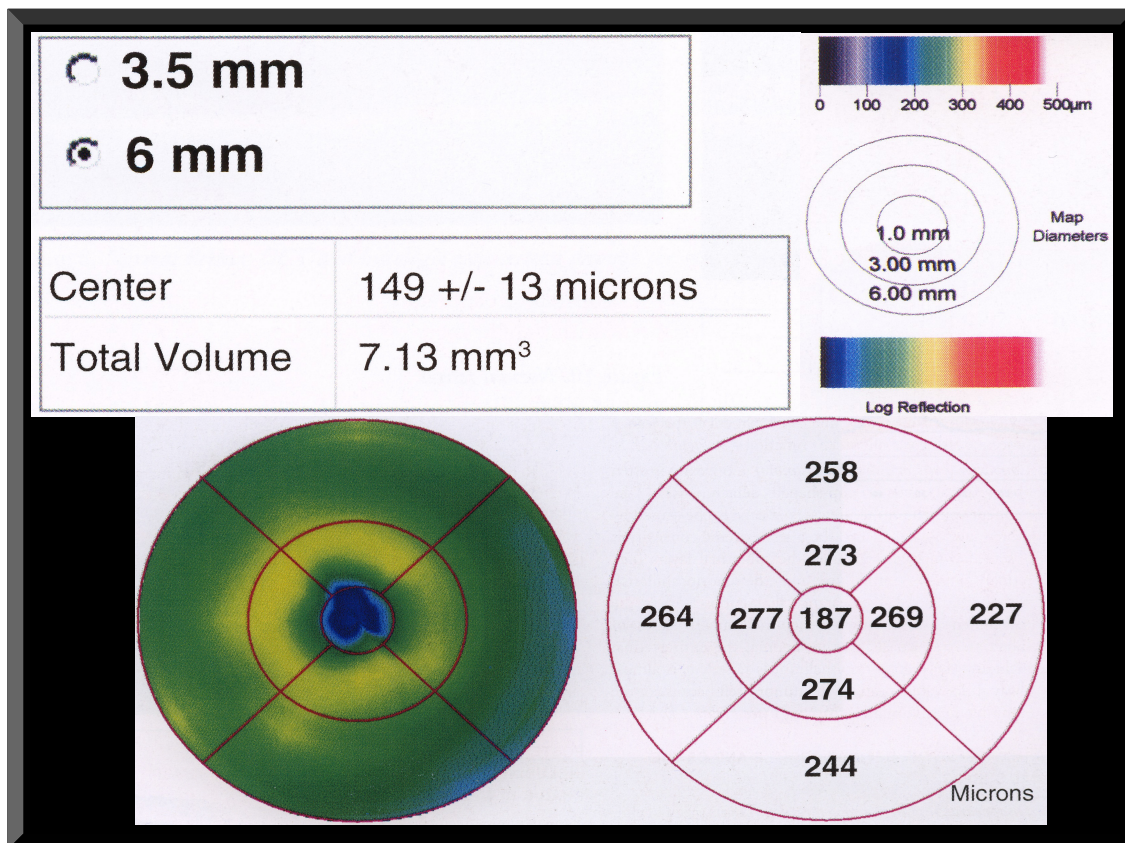 3.5 mm
6 mm
Center 149 +/- 13 microns
Total Volume 7.13 mm³
0 100 200 300 400 500µm
1.0 mm
3.00 mm
6.00 mm
Map
Diameters
Log Reflection
258
273
264 277 187 269 227
274
244
Microns